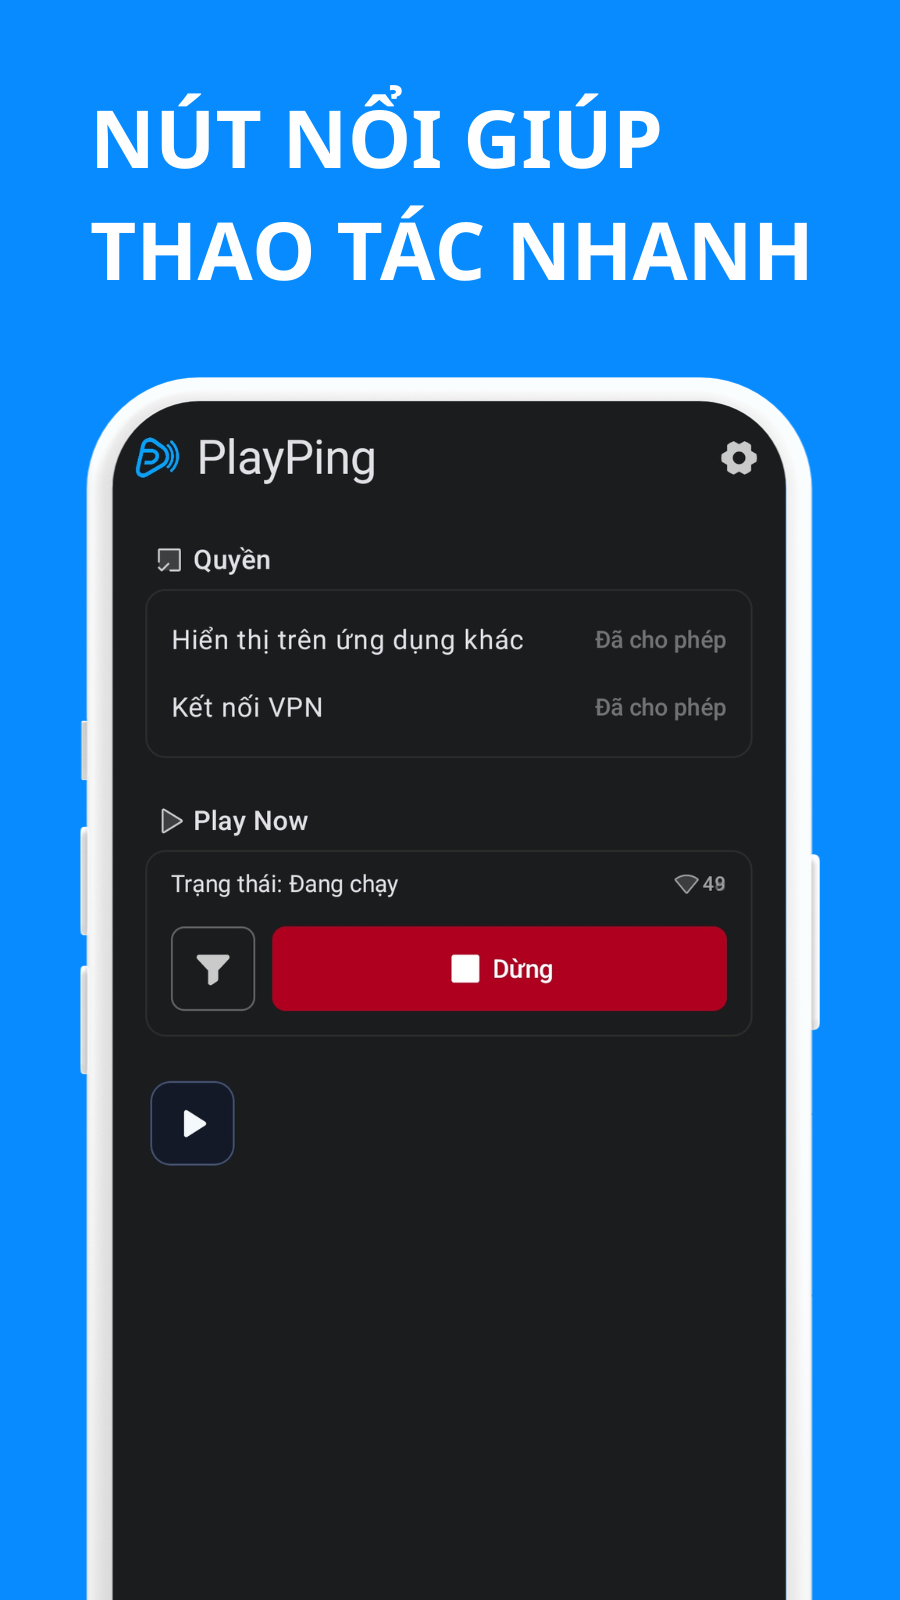 NÚT NỔI GIÚP
THAO TÁC NHANH
PlayPing
Quyền
Hiển thị trên ứng dụng khác
Đã cho phép
Kết nối VPN
Đã cho phép
Play Now
Trạng thái: Đang chạy
Dừng